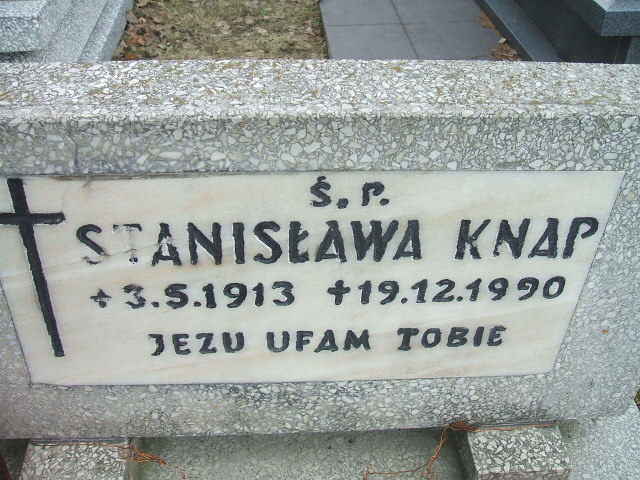 Ś.P.
STANISŁAWA KNAP
+3.5.1913 +19.12.1990
JEZU UFAM TOBIE